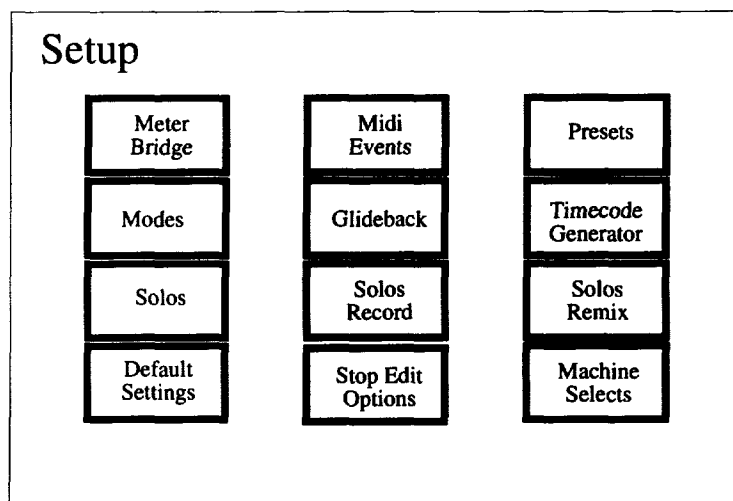 Setup
Meter
Bridge
Midi
Events
Presets
Modes
Glideback
Timecode
Generator
Solos
Solos
Record
Solos
Remix
Default
Settings
Stop Edit
Options
Machine
Selects